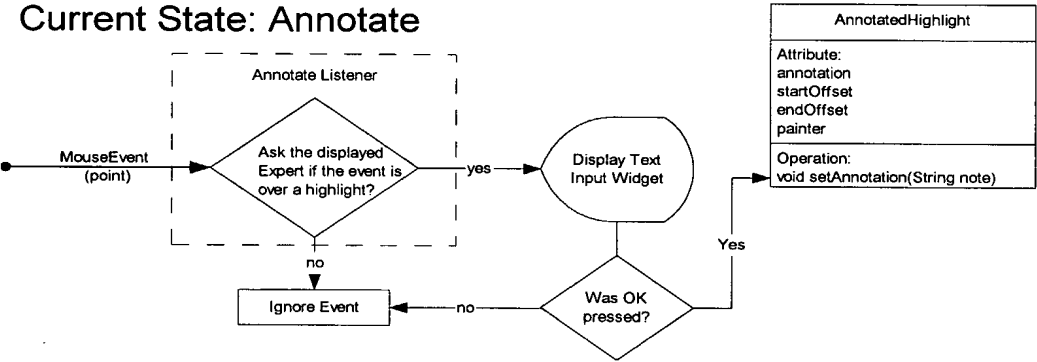 Current State: Annotate
AnnotatedHighlight
Attribute:
annotation
startOffset
endOffset
painter
Operation:
void setAnnotation(String note)
Annotate Listener
MouseEvent
(point)
Ask the displayed
Expert if the event is
over a highlight?
yes
Display Text
Input Widget
Yes
no
Ignore Event
no
Was OK
pressed?